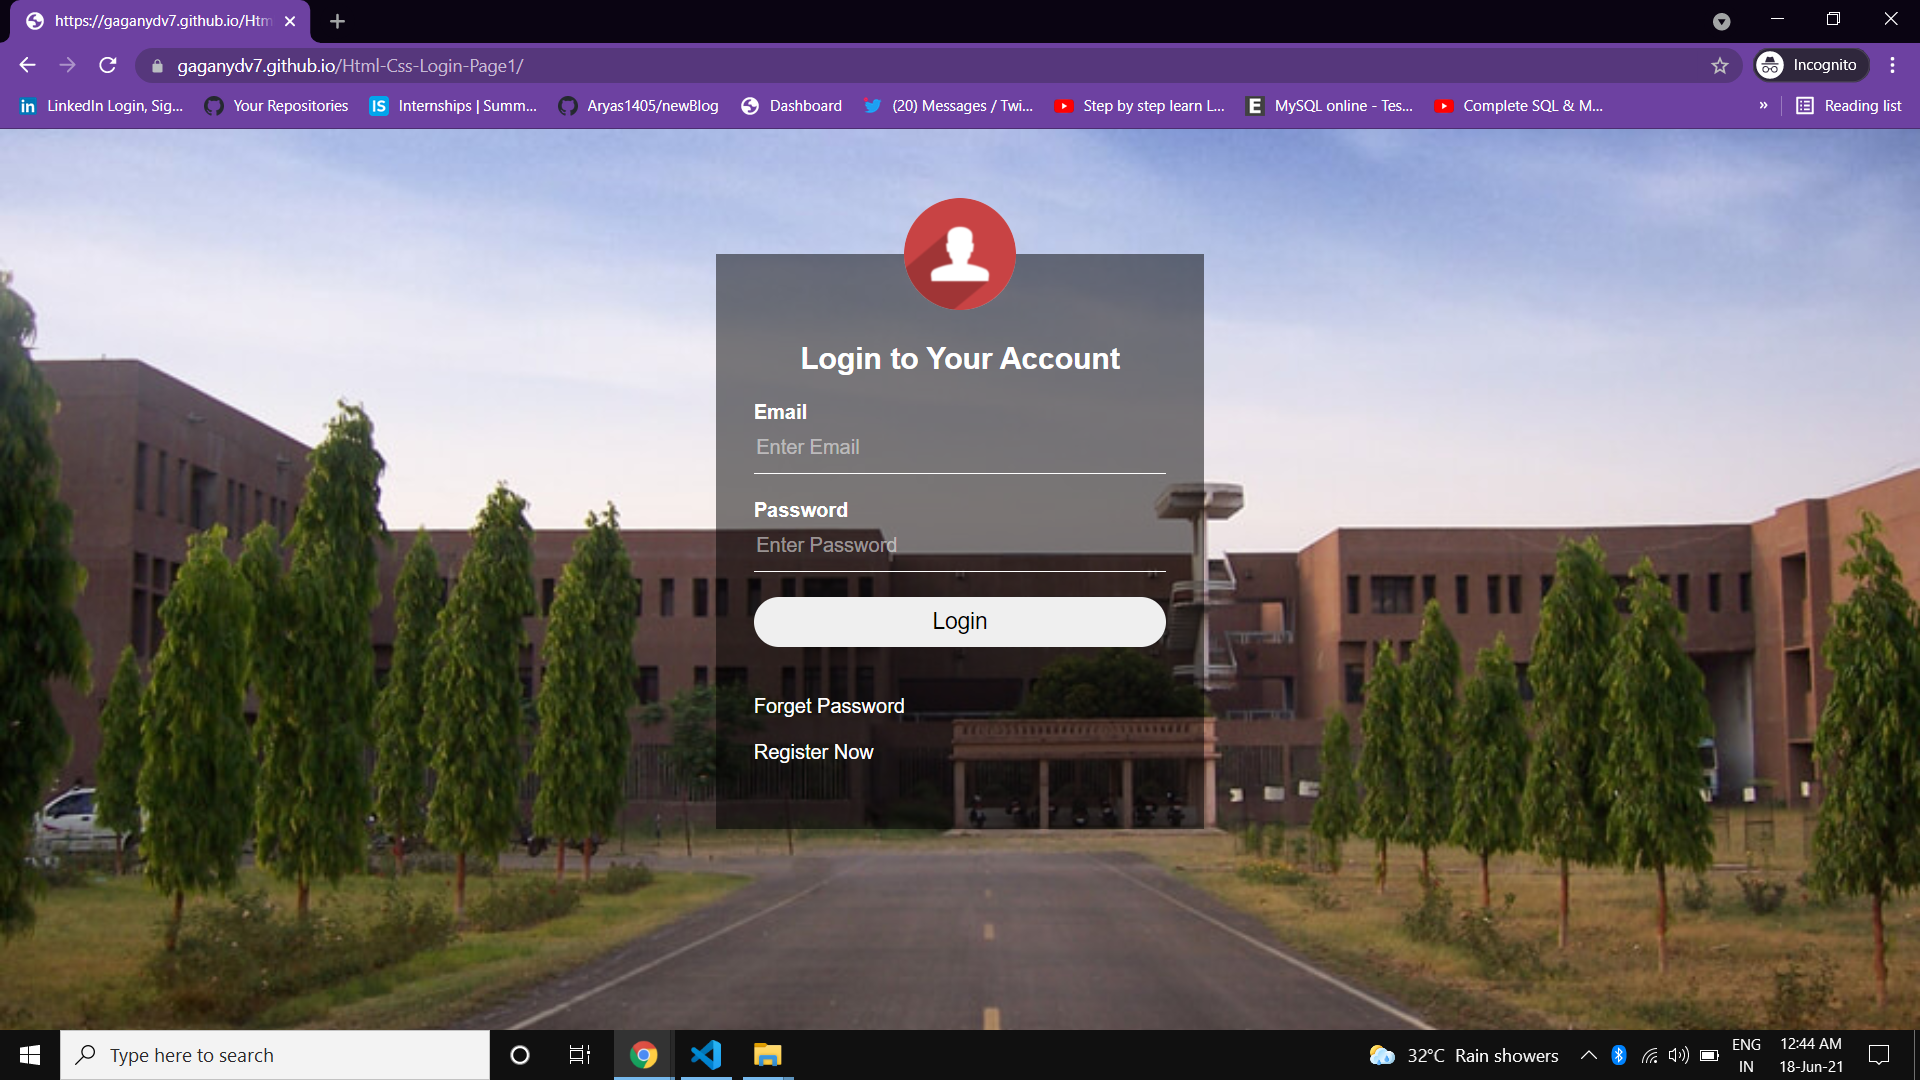 https://gaganydv7.github.io/Htm
gaganydv7.github.io/Html-Css-Login-Page1/
Incognito
LinkedIn Login, Sig...
Your Repositories
IS
Internships | Summ...
Aryas1405/newBlog
Dashboard
(20) Messages / Twi...
Step by step learn L...
E
MySQL online - Tes...
Complete SQL & M...
»
Reading list
Login to Your Account
Email
Enter Email
Password
Enter Password
Login
Forget Password
Register Now
Type here to search
32°C Rain showers
ENG
IN
12:44 AM
18-Jun-21